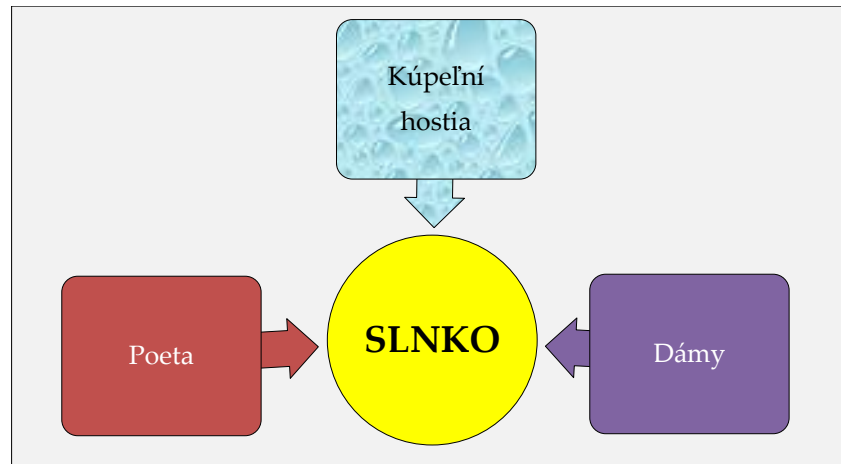 Kúpeľní
hostia
Poeta
SLNKO
Dámy